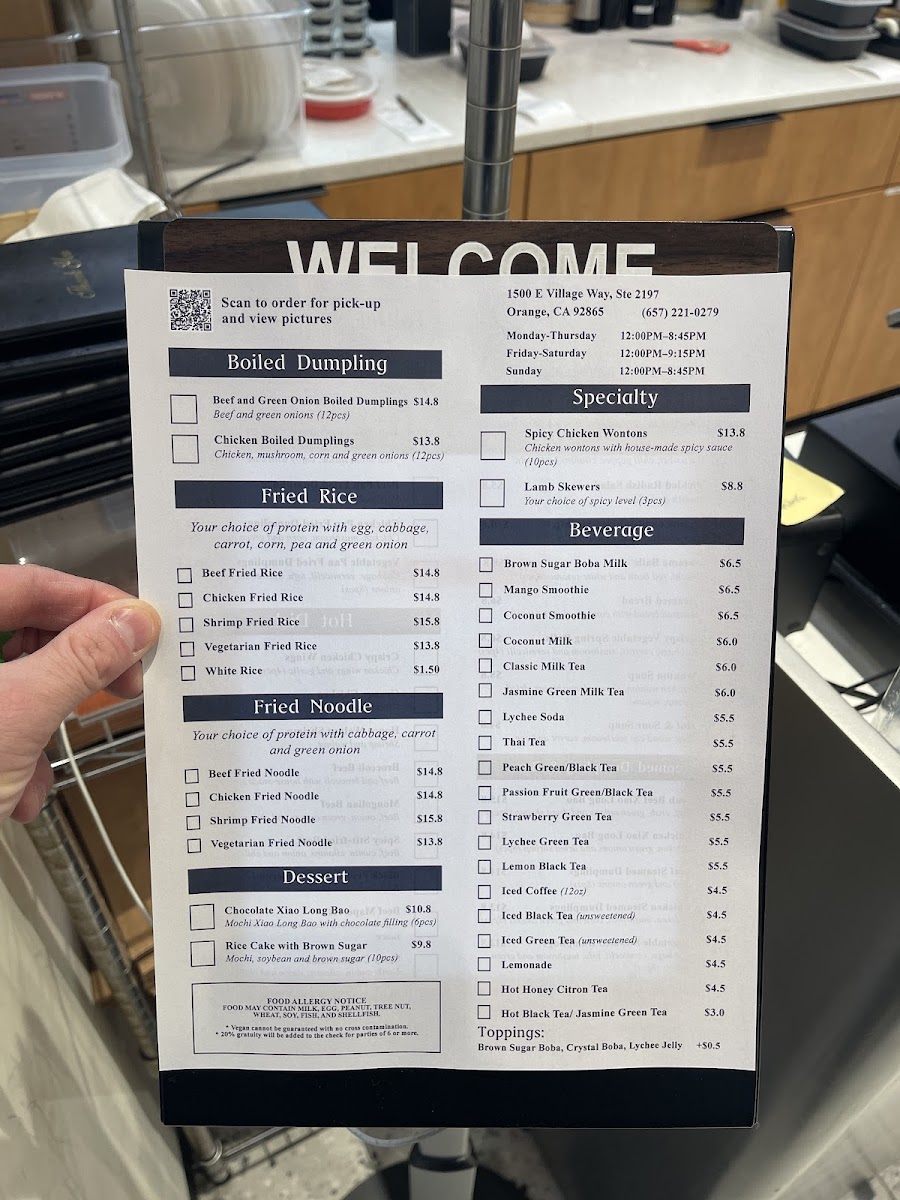 WELCOME
Scan to order for pick-up
and view pictures
1500 E Village Way, Ste 2197
Orange, CA 92865 (657) 221-0279
Monday-Thursday 12:00PM–8:45PM
Friday-Saturday 12:00PM–9:15PM
Sunday 12:00PM–8:45PM
Boiled Dumpling
Beef and Green Onion Boiled Dumplings $14.8
Beef and green onions (12pcs)
Chicken Boiled Dumplings $13.8
Chicken, mushroom, corn and green onions (12pcs)
Fried Rice
Your choice of protein with egg, cabbage,
carrot, corn, pea and green onion
Beef Fried Rice $14.8
Chicken Fried Rice $14.8
Shrimp Fried Rice $15.8
Vegetarian Fried Rice $13.8
White Rice $1.50
Fried Noodle
Your choice of protein with cabbage, carrot
and green onion
Beef Fried Noodle $14.8
Chicken Fried Noodle $14.8
Shrimp Fried Noodle $15.8
Vegetarian Fried Noodle $13.8
Dessert
Chocolate Xiao Long Bao $10.8
Mochi Xiao Long Bao with chocolate filling (6pcs)
Rice Cake with Brown Sugar $9.8
Mochi, soybean and brown sugar (10pcs)
FOOD ALLERGY NOTICE
FOOD MAY CONTAIN MILK, EGG, PEANUT, TREE NUT,
WHEAT, SOY, FISH, AND SHELLFISH.
* Vegan cannot be guaranteed with no cross contamination.
* 20% gratuity will be added to the check for parties of 6 or more.
Specialty
Spicy Chicken Wontons $13.8
Chicken wontons with house-made spicy sauce
(10pcs)
Lamb Skewers $8.8
Your choice of spicy level (3pcs)
Beverage
Brown Sugar Boba Milk $6.5
Mango Smoothie $6.5
Coconut Smoothie $6.5
Coconut Milk $6.0
Classic Milk Tea $6.0
Jasmine Green Milk Tea $6.0
Lychee Soda $5.5
Thai Tea $5.5
Peach Green/Black Tea $5.5
Passion Fruit Green/Black Tea $5.5
Strawberry Green Tea $5.5
Lychee Green Tea $5.5
Lemon Black Tea $5.5
Iced Coffee (12oz) $4.5
Iced Black Tea (unsweetened) $4.5
Iced Green Tea (unsweetened) $4.5
Lemonade $4.5
Hot Honey Citron Tea $4.5
Hot Black Tea/ Jasmine Green Tea $3.0
Toppings:
Brown Sugar Boba, Crystal Boba, Lychee Jelly +$0.5